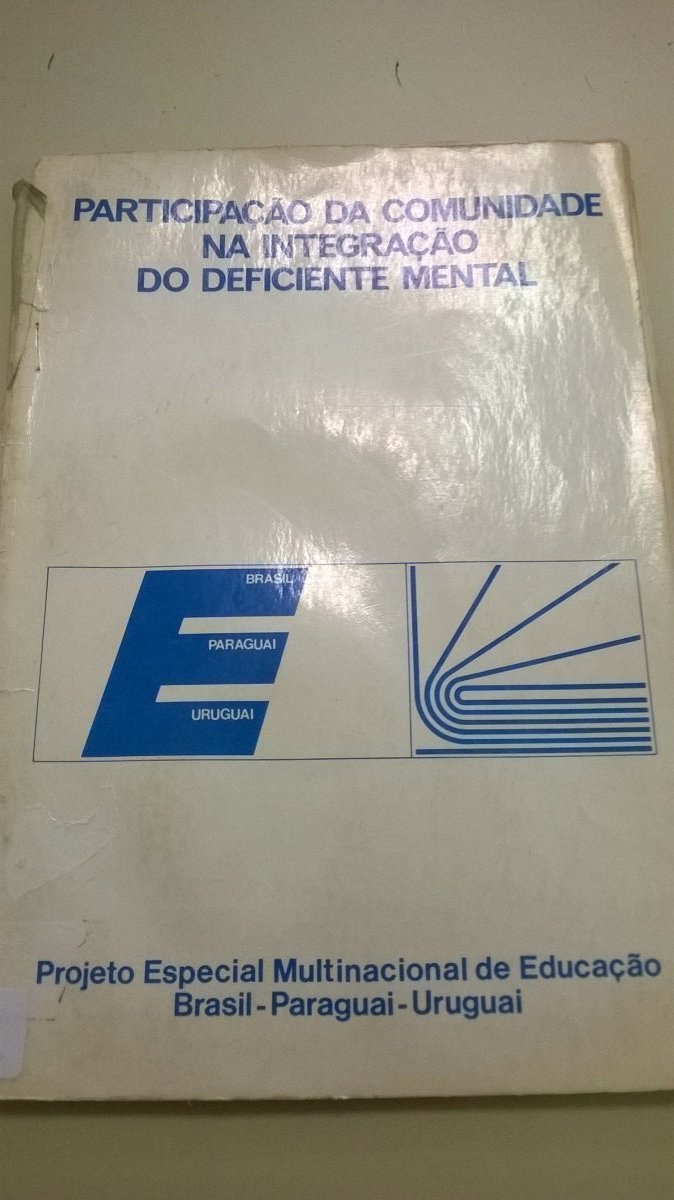 PARTICIPAÇÃO DA COMUNIDADE
NA INTEGRAÇÃO
DO DEFICIENTE MENTAL
BRASIL
PARAGUAI
URUGUAI
Projeto Especial Multinacional de Educação
Brasil - Paraguai - Uruguai